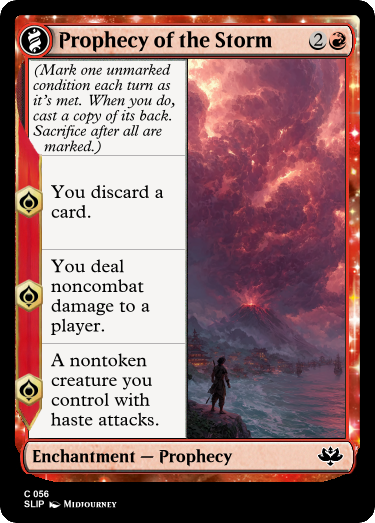 Prophecy of the Storm 2
(Mark one unmarked
condition each turn as
it's met. When you do,
cast a copy of its back.
Sacrifice after all are
marked.)
You discard a
card.
You deal
noncombat
damage to a
player.
A nontoken
creature you
control with
haste attacks.
Enchantment — Prophecy
C 056
SLIP Midjourney